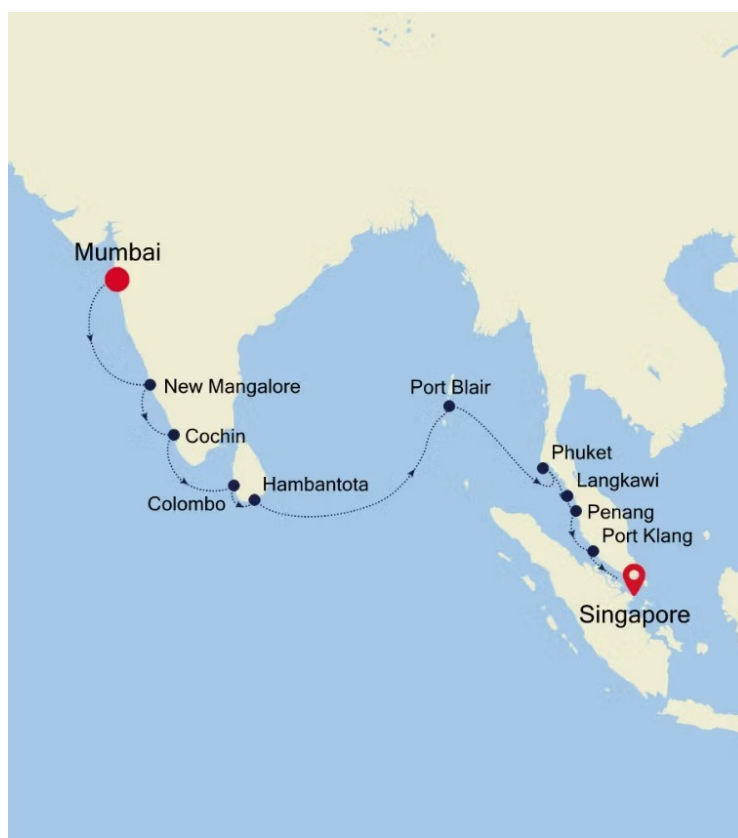 Mumbai
New Mangalore
Cochin
Colombo
Hambantota
Port Blair
Phuket
Langkawi
Penang
Port Klang
Singapore